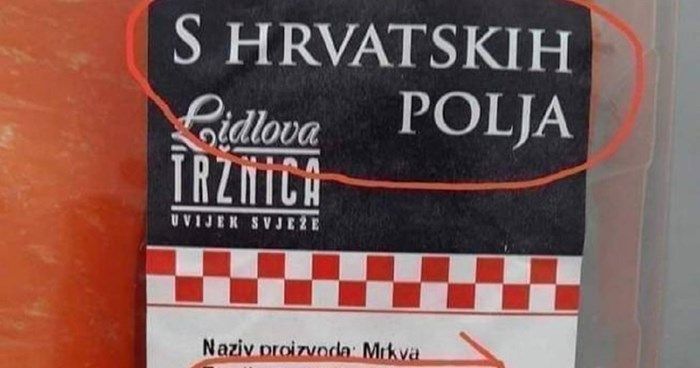 S HRVATSKIH
POLJA
Lidlova
TRŽNICA
UVIJEK SVJEŽE
Naziv proizvoda: Mrkva